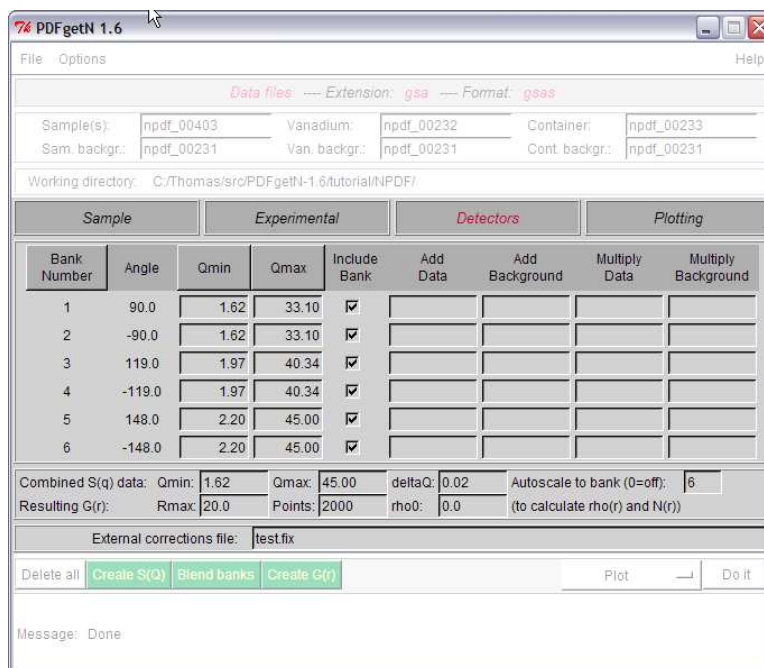 PDFgetN 1.6
File Options Help
Data files ---- Extension: gsa ---- Format: gsas
Sample(s): npdf_00403 Vanadium: npdf_00232 Container: npdf_00233
Sam. backgr.: npdf_00231 Van. backgr.: npdf_00231 Cont. backgr.: npdf_00231
Working directory: C:/Thomas/src/PDFgetN-1.6/tutorial/NPDF/
Sample Experimental Detectors Plotting
Bank Number Angle Qmin Qmax Include Bank Add Data Add Background Multiply Data Multiply Background
1 90.0 1.62 33.10
2 -90.0 1.62 33.10
3 119.0 1.97 40.34
4 -119.0 1.97 40.34
5 148.0 2.20 45.00
6 -148.0 2.20 45.00
Combined S(q) data: Qmin: 1.62 Qmax: 45.00 deltaQ: 0.02 Autoscale to bank (0=off): 6
Resulting G(r): Rmax: 20.0 Points: 2000 rho0: 0.0 (to calculate rho(r) and N(r))
External corrections file: test.fix
Delete all Create S(Q) Blend banks Create G(r) Plot Do it
Message: Done